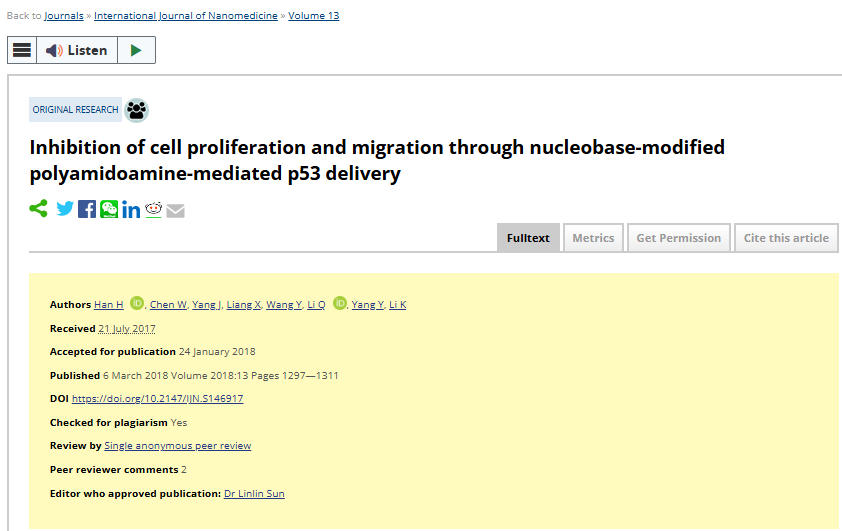 Back to Journals » International Journal of Nanomedicine » Volume 13
Listen
ORIGINAL RESEARCH
Inhibition of cell proliferation and migration through nucleobase-modified
polyamidoamine-mediated p53 delivery
in
Fulltext Metrics Get Permission Cite this article
Authors Han H iD, Chen W, Yang J, Liang X, Wang Y, Li Q iD, Yang Y, Li K
Received 21 July 2017
Accepted for publication 24 January 2018
Published 6 March 2018 Volume 2018:13 Pages 1297—1311
DOI https://doi.org/10.2147/IJN.S146917
Checked for plagiarism Yes
Review by Single anonymous peer review
Peer reviewer comments 2
Editor who approved publication: Dr Linlin Sun